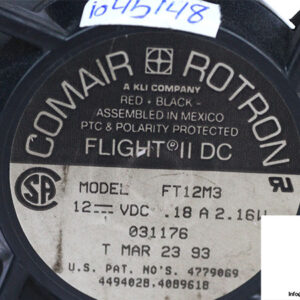 io45148
COMAIR ROTRON
A KLI COMPANY
RED + BLACK -
ASSEMBLED IN MEXICO
PTC & POLARITY PROTECTED
FLIGHT® II DC
MODEL FT12M3
12 VDC .18 A 2.16W
031176
T MAR 23 93
U.S. PAT. NO'S. 4779069
4494028.4089618